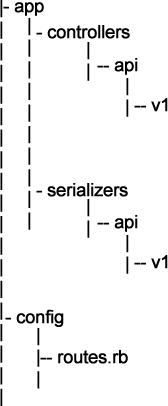 - app
- controllers
-- api
-- v1
- serializers
-- api
-- v1
- config
-- routes.rb